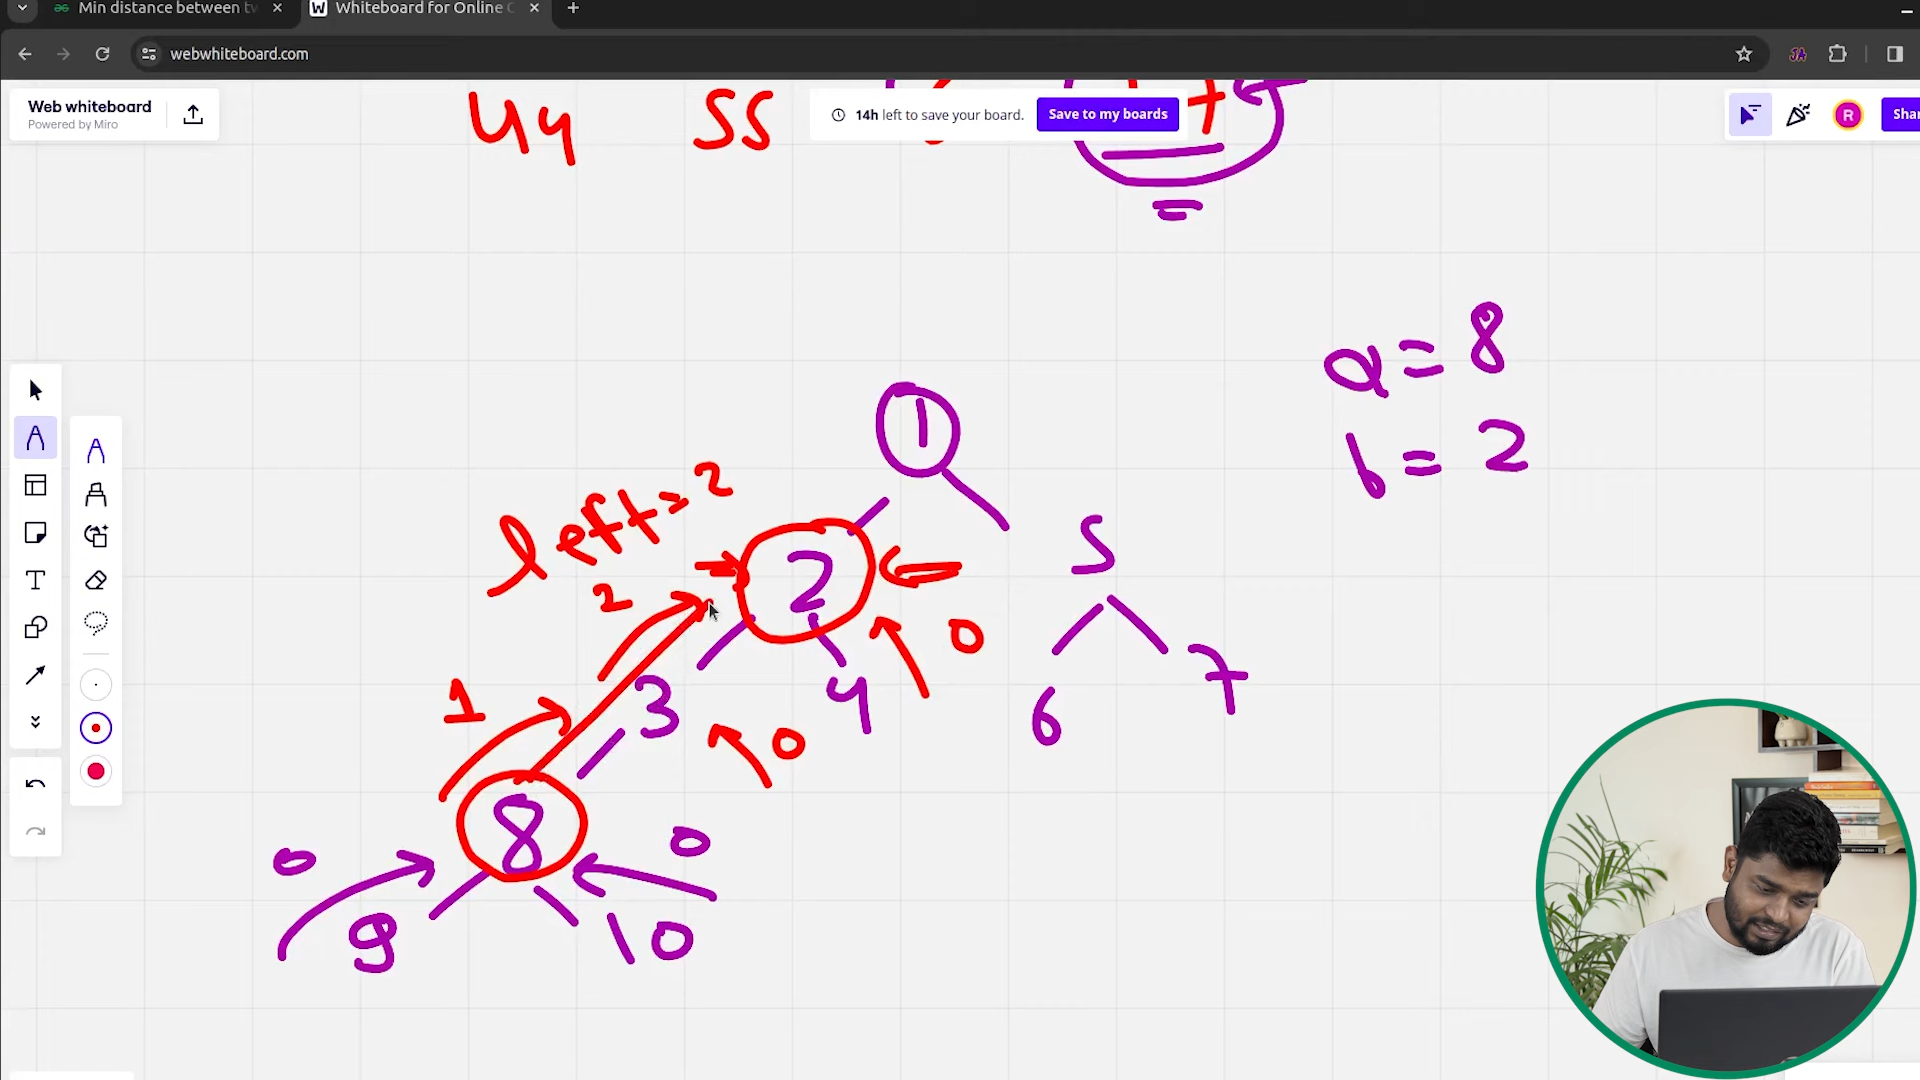 Min distance between tw
Whiteboard for Online C
webwhiteboard.com
Web whiteboard
Powered by Miro
14h left to save your board.
Save to my boards
R
Shar
44 55
a = 8
b = 2
1
left = 2
2 5
2 0
1 3 4 6 7
0
8
0 0
9 10